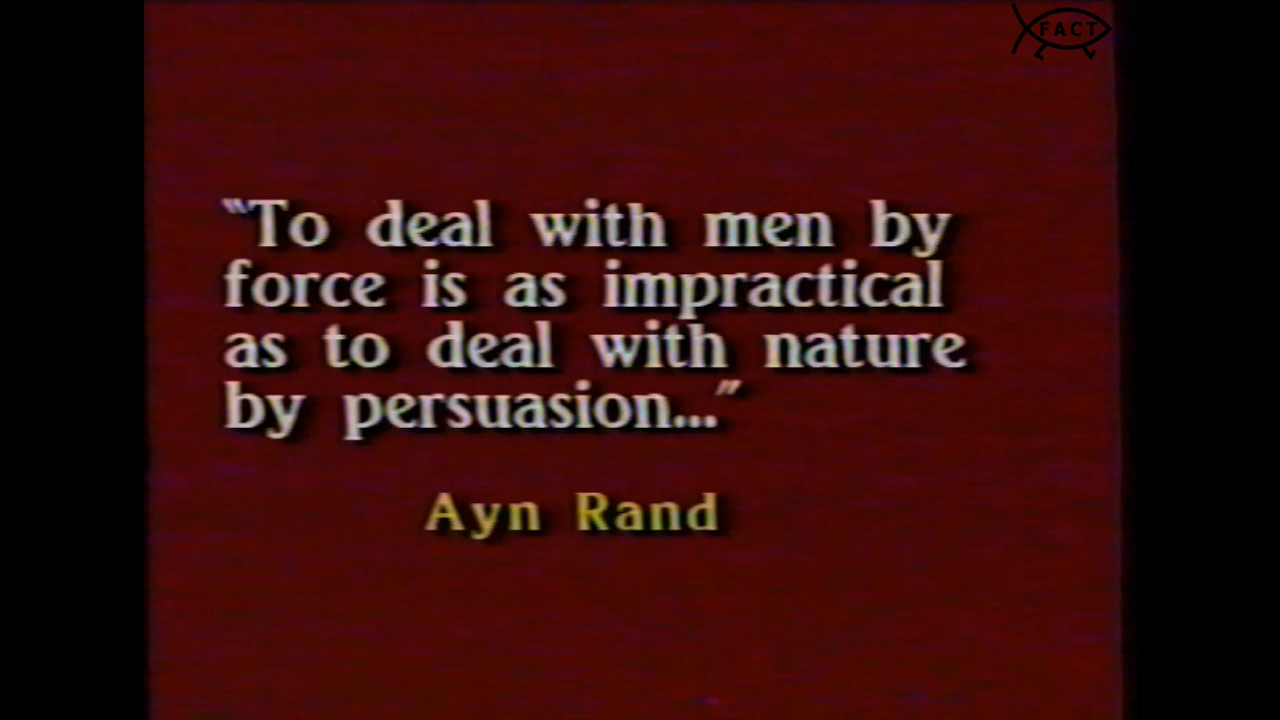 FACT
“To deal with men by
force is as impractical
as to deal with nature
by persuasion...”
Ayn Rand